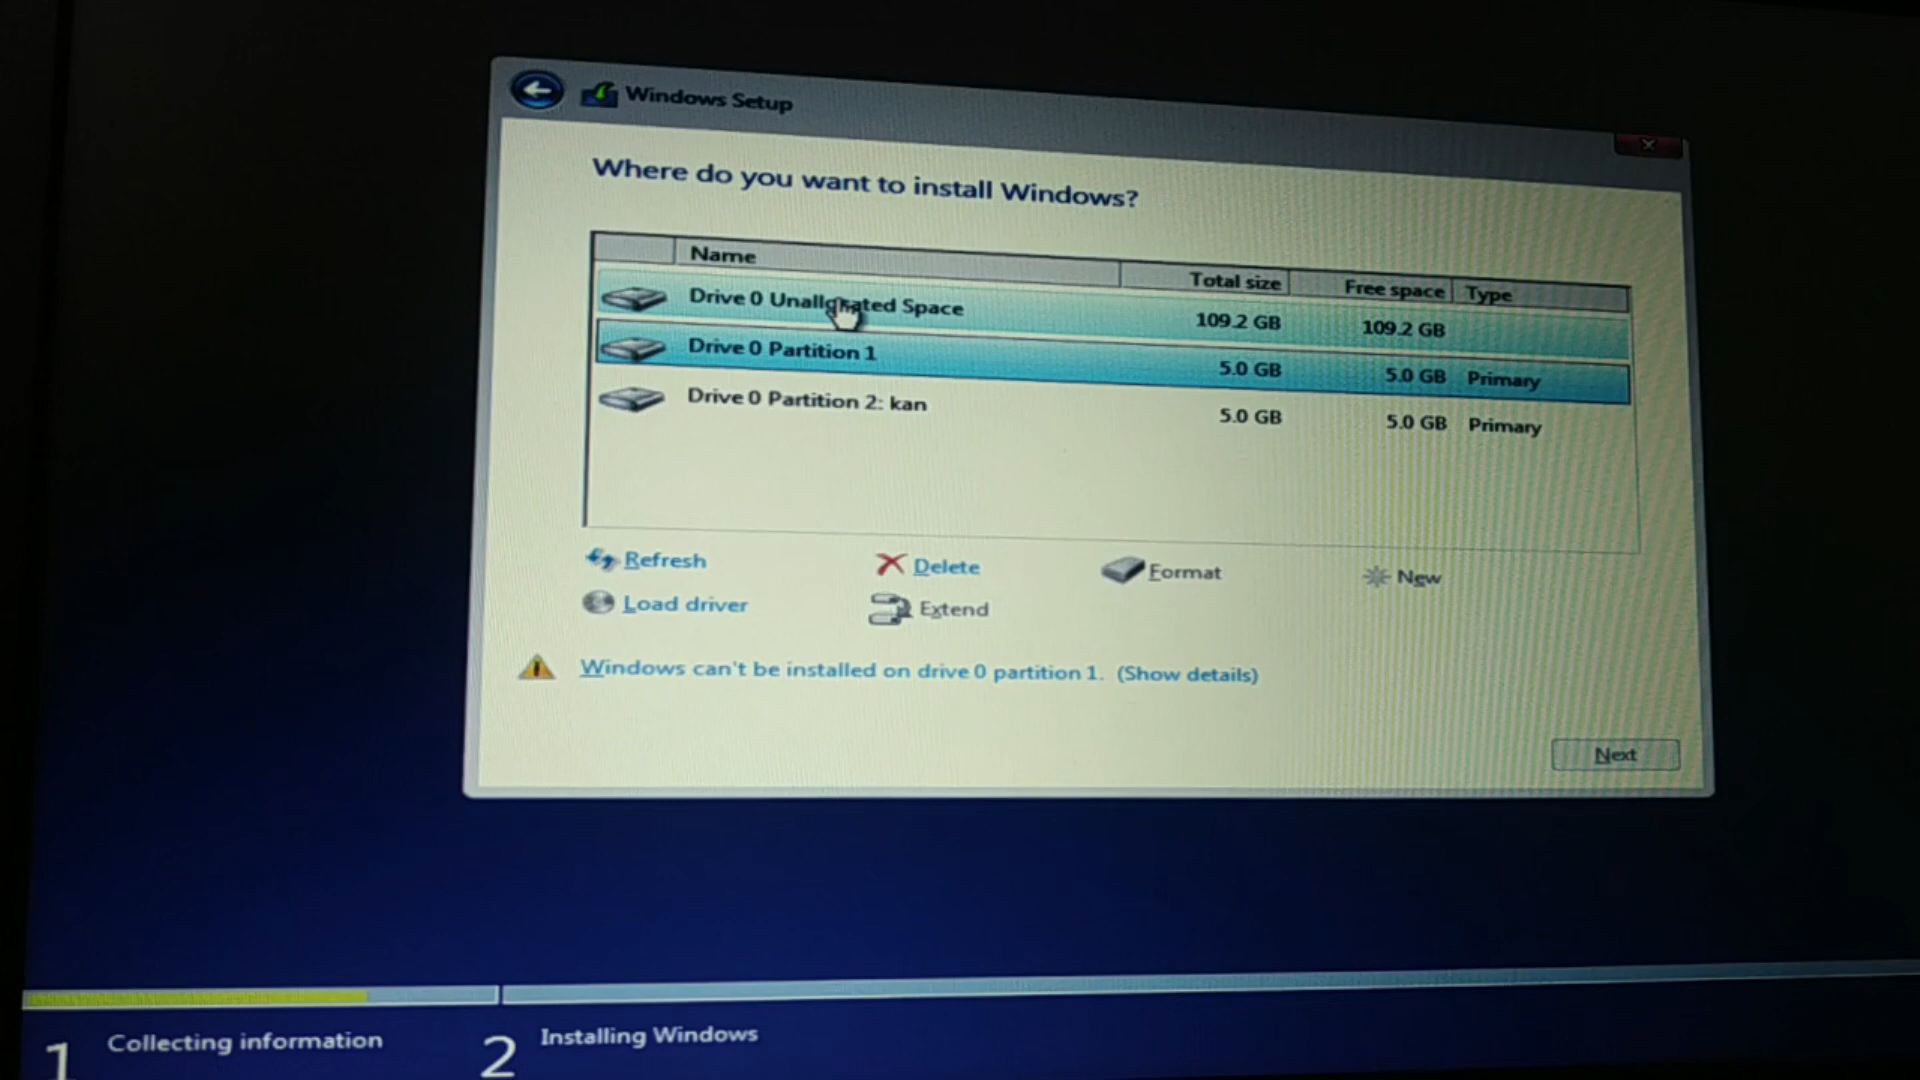 Windows Setup
Where do you want to install Windows?
Name Total size Free space Type
Drive 0 Unallocated Space 109.2 GB 109.2 GB
Drive 0 Partition 1 5.0 GB 5.0 GB Primary
Drive 0 Partition 2: kan 5.0 GB 5.0 GB Primary
Refresh Delete Format New
Load driver Extend
Windows can't be installed on drive 0 partition 1. (Show details)
Next
1 Collecting information 2 Installing Windows